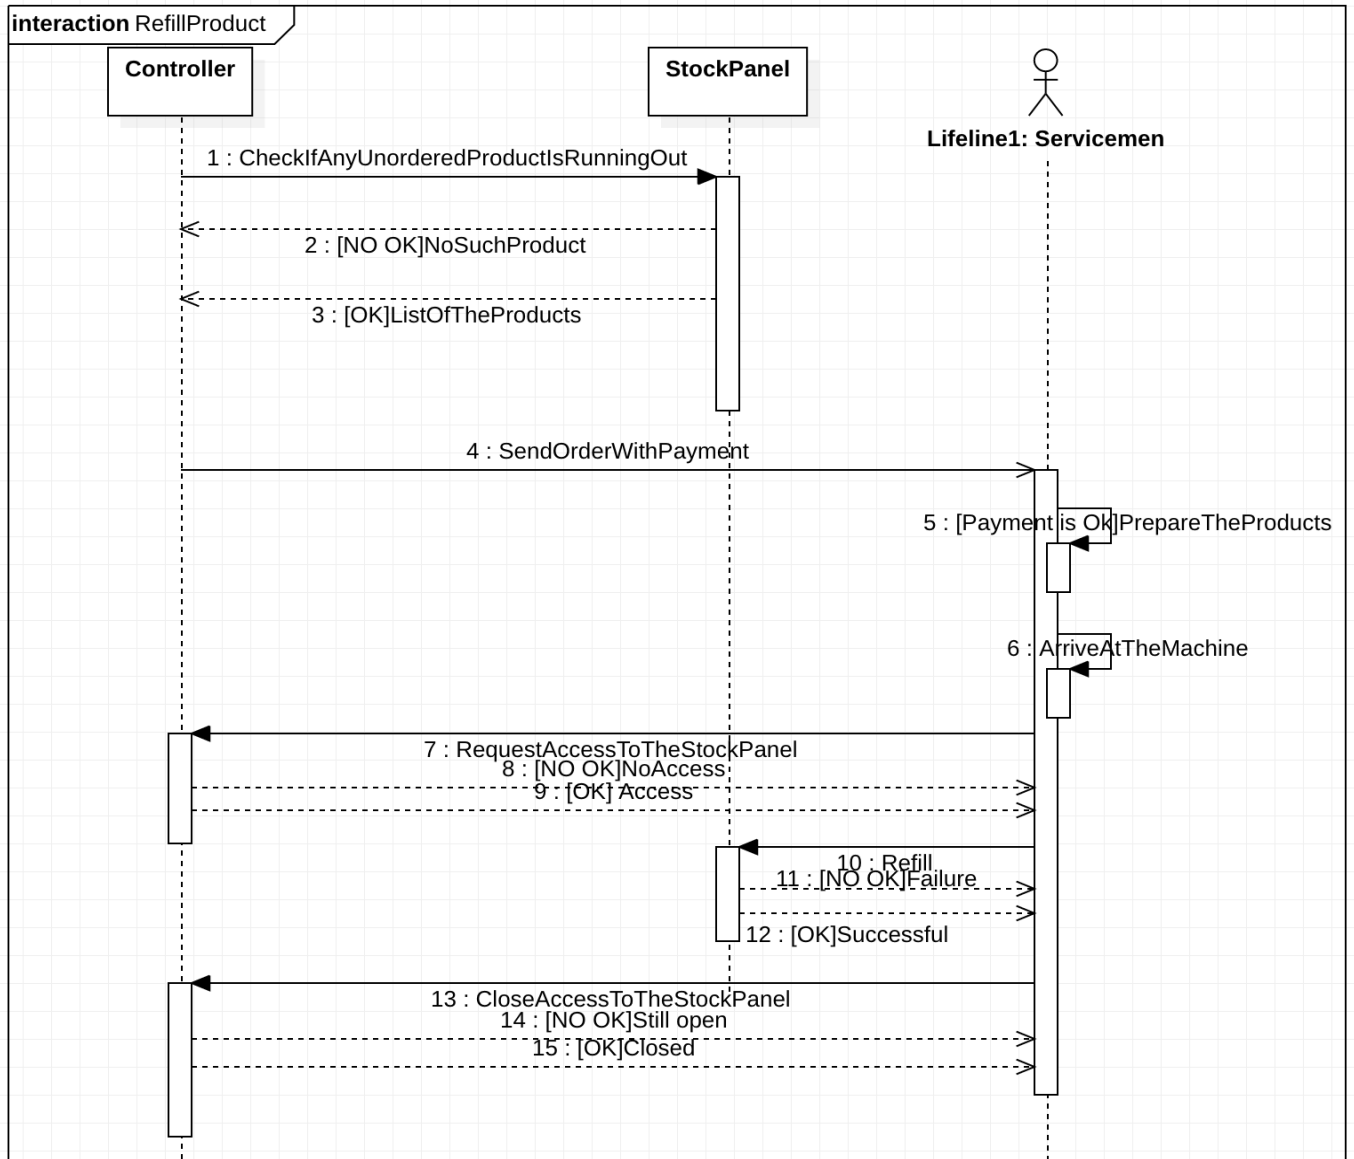 interaction RefillProduct
Controller
StockPanel
Lifeline1: Servicemen
1 : CheckIfAnyUnorderedProductIsRunningOut
2 : [NO OK]NoSuchProduct
3 : [OK]ListOfTheProducts
4 : SendOrderWithPayment
5 : [Payment is Ok]PrepareTheProducts
6 : ArriveAtTheMachine
7 : RequestAccessToTheStockPanel
8 : [NO OK]NoAccess
9 : [OK] Access
10 : Refill
11 : [NO OK]Failure
12 : [OK]Successful
13 : CloseAccessToTheStockPanel
14 : [NO OK]Still open
15 : [OK]Closed